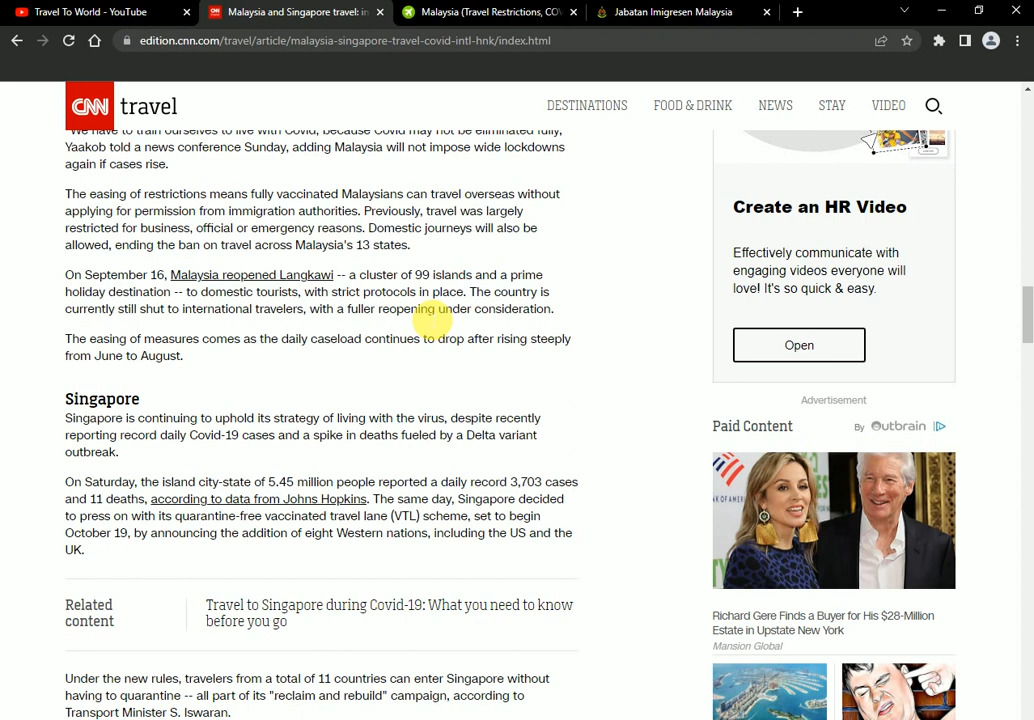 Travel To World - YouTube
Malaysia and Singapore travel: in
Malaysia (Travel Restrictions, COV
Jabatan Imigresen Malaysia
edition.cnn.com/travel/article/malaysia-singapore-travel-covid-intl-hnk/index.html
CNN travel
DESTINATIONS FOOD & DRINK NEWS STAY VIDEO
"We have to train ourselves to live with Covid, because Covid may not be eliminated fully,
Yaakob told a news conference Sunday, adding Malaysia will not impose wide lockdowns
again if cases rise.
The easing of restrictions means fully vaccinated Malaysians can travel overseas without
applying for permission from immigration authorities. Previously, travel was largely
restricted for business, official or emergency reasons. Domestic journeys will also be
allowed, ending the ban on travel across Malaysia's 13 states.
On September 16, Malaysia reopened Langkawi -- a cluster of 99 islands and a prime
holiday destination -- to domestic tourists, with strict protocols in place. The country is
currently still shut to international travelers, with a fuller reopening under consideration.
The easing of measures comes as the daily caseload continues to drop after rising steeply
from June to August.
Singapore
Singapore is continuing to uphold its strategy of living with the virus, despite recently
reporting record daily Covid-19 cases and a spike in deaths fueled by a Delta variant
outbreak.
On Saturday, the island city-state of 5.45 million people reported a daily record 3,703 cases
and 11 deaths, according to data from Johns Hopkins. The same day, Singapore decided
to press on with its quarantine-free vaccinated travel lane (VTL) scheme, set to begin
October 19, by announcing the addition of eight Western nations, including the US and the
UK.
Related
content
Travel to Singapore during Covid-19: What you need to know
before you go
Under the new rules, travelers from a total of 11 countries can enter Singapore without
having to quarantine -- all part of its "reclaim and rebuild" campaign, according to
Transport Minister S. Iswaran.
Create an HR Video
Effectively communicate with
engaging videos everyone will
love! It's so quick & easy.
Open
Advertisement
Paid Content
By Outbrain
Richard Gere Finds a Buyer for His $28-Million
Estate in Upstate New York
Mansion Global